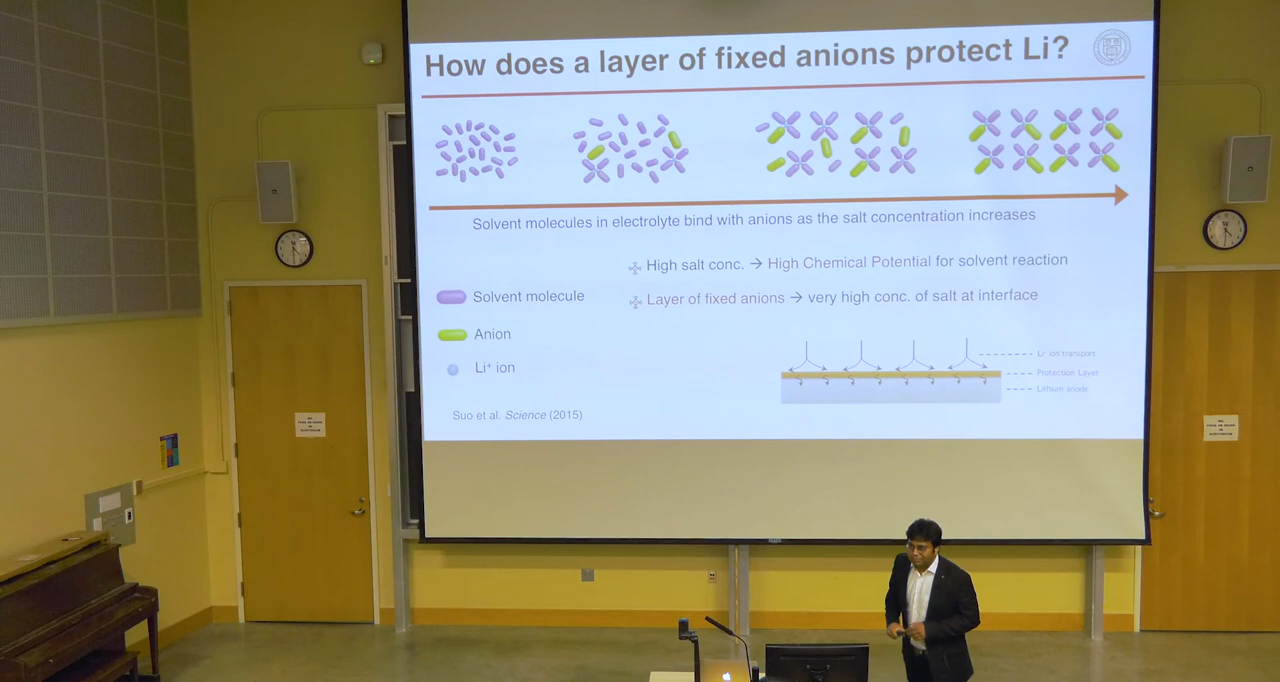 How does a layer of fixed anions protect Li?
Solvent molecules in electrolyte bind with anions as the salt concentration increases
High salt conc. → High Chemical Potential for solvent reaction
Layer of fixed anions → very high conc. of salt at interface
Solvent molecule
Anion
Li⁺ ion
Li⁺ ion transport
Protection Layer
Lithium anode
Suo et al. Science (2015)